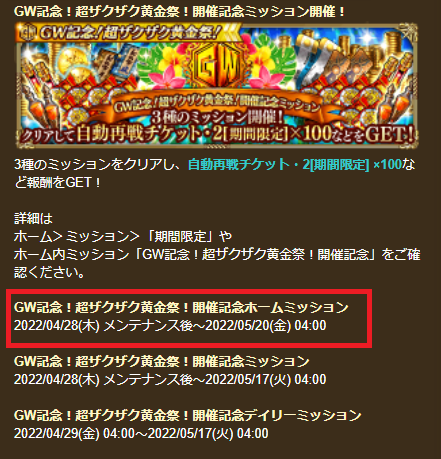 GW記念！超ザクザク黄金祭！開催記念ミッション開催！
GW
GW記念！超ザクザク黄金祭！開催記念ミッション
3種のミッション開催！
クリアして自動再戦チケット・2[期間限定]×100などをGET！
3種のミッションをクリアし、自動再戦チケット・2[期間限定] ×100な
ど報酬をGET！
詳細は
ホーム＞ミッション＞「期間限定」や
ホーム内ミッション「GW記念！超ザクザク黄金祭！開催記念」をご確
認ください。
GW記念！超ザクザク黄金祭！開催記念ホームミッション
2022/04/28(木) メンテナンス後～2022/05/20(金) 04:00
GW記念！超ザクザク黄金祭！開催記念ミッション
2022/04/28(木) メンテナンス後～2022/05/17(火) 04:00
GW記念！超ザクザク黄金祭！開催記念デイリーミッション
2022/04/29(金) 04:00～2022/05/17(火) 04:00